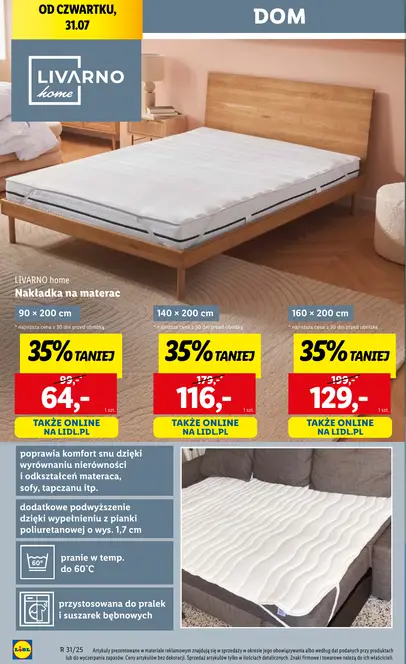 OD CZWARTKU,
31.07
DOM
LIVARNO
home
LIVARNO home
Nakładka na materac
90 × 200 cm
140 × 200 cm
160 × 200 cm
* najniższa cena z 30 dni przed obniżką
* najniższa cena z 30 dni przed obniżką
* najniższa cena z 30 dni przed obniżką
35% TANIEJ
35% TANIEJ
35% TANIEJ
99,-
64,-
1 szt.
179,-
116,-
1 szt.
199,-
129,-
1 szt.
TAKŻE ONLINE
NA LIDL.PL
TAKŻE ONLINE
NA LIDL.PL
TAKŻE ONLINE
NA LIDL.PL
poprawia komfort snu dzięki
wyrównaniu nierówności
i odkształceń materaca,
sofy, tapczanu itp.
dodatkowe podwyższenie
dzięki wypełnieniu z pianki
poliuretanowej o wys. 1,7 cm
60°
pranie w temp.
do 60°C
przystosowana do pralek
i suszarek bębnowych
LIDL
R 31/25
Artykuły prezentowane w materiale reklamowym znajdują się w sprzedaży w okresie jego obowiązywania albo według dat podanych przy produktach
lub do wyczerpania zapasów. Ceny artykułów bez dekoracji. Sprzedaż artykułów tylko w ilościach detalicznych. Znaki firmowe i towarowe należą do ich właścicieli.